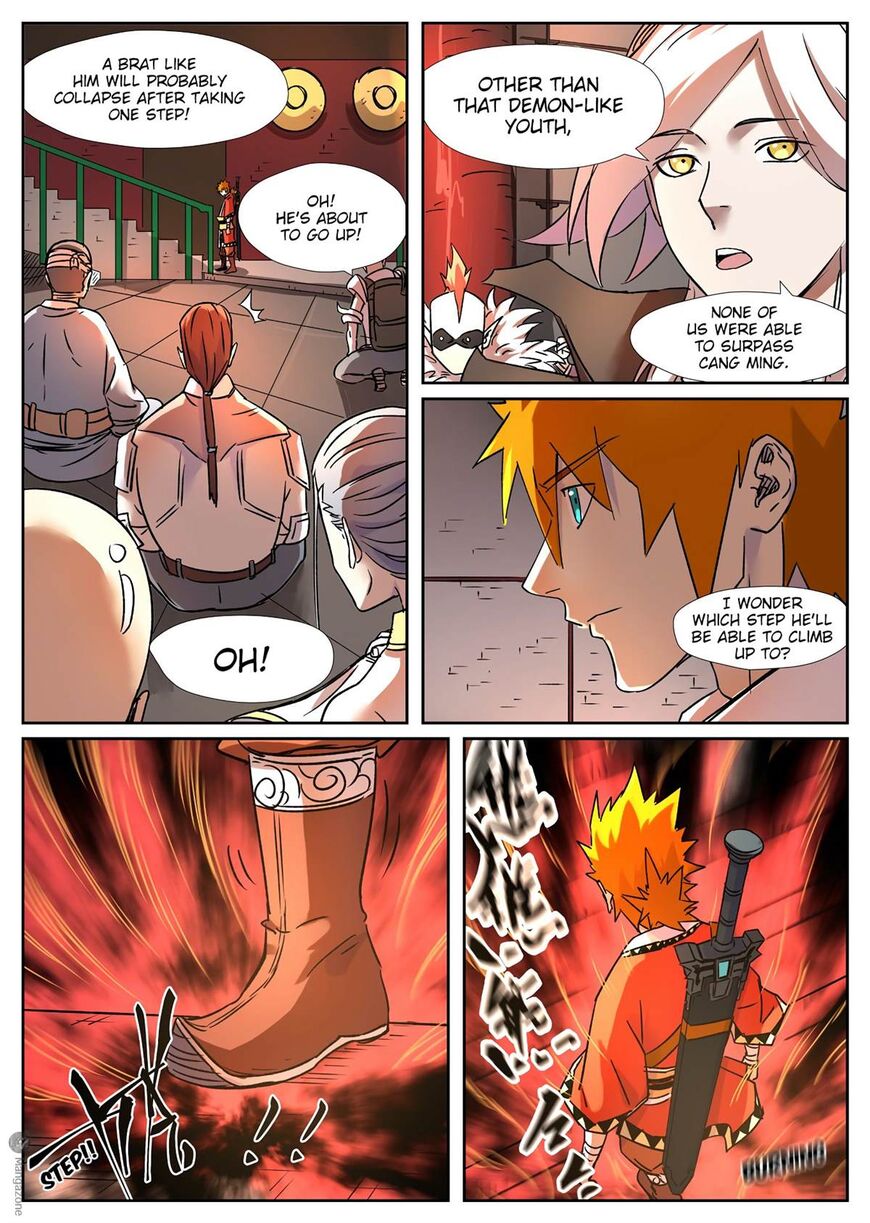 A BRAT LIKE
HIM WILL PROBABLY
COLLAPSE AFTER TAKING
ONE STEP!
OH!
HE'S ABOUT
TO GO UP!
OH!
OTHER THAN
THAT DEMON-LIKE
YOUTH,
NONE OF
US WERE ABLE
TO SURPASS
CANG MING.
I WONDER
WHICH STEP HE'LL
BE ABLE TO CLIMB
UP TO?
STEP!!
!!
BURNING
Mangazone